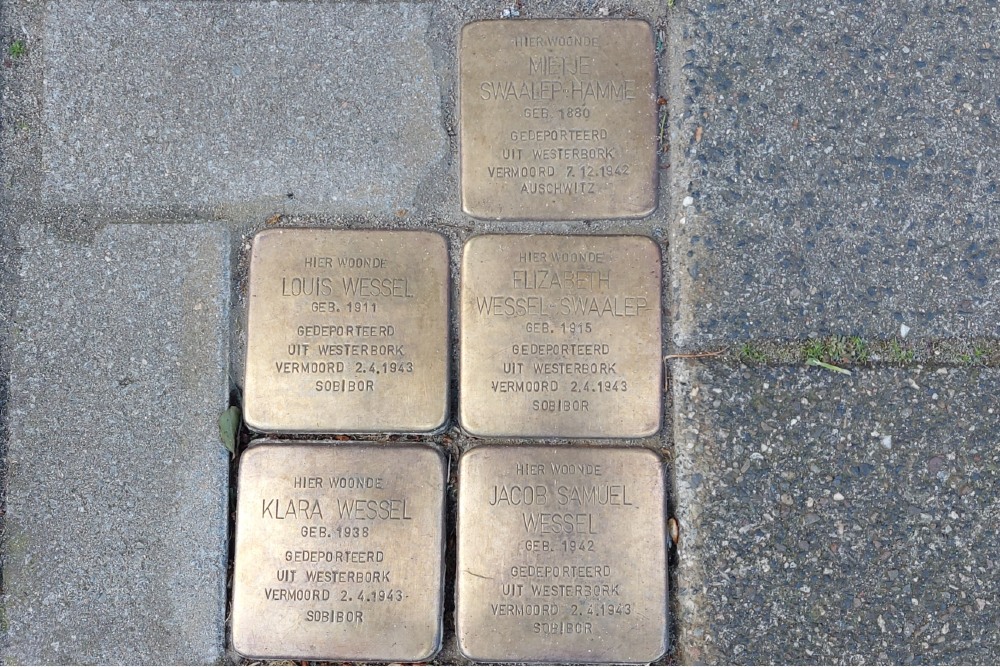 HIER WOONDE
MIETJE
SWAALEP-HAMME
GEB. 1880
GEDEPORTEERD
UIT WESTERBORK
VERMOORD 7.12.1942
AUSCHWITZ
HIER WOONDE
LOUIS WESSEL
GEB. 1911
GEDEPORTEERD
UIT WESTERBORK
VERMOORD 2.4.1943
SOBIBOR
HIER WOONDE
ELIZABETH
WESSEL-SWAALEP
GEB. 1915
GEDEPORTEERD
UIT WESTERBORK
VERMOORD 2.4.1943
SOBIBOR
HIER WOONDE
KLARA WESSEL
GEB. 1938
GEDEPORTEERD
UIT WESTERBORK
VERMOORD 2.4.1943
SOBIBOR
HIER WOONDE
JACOB SAMUEL
WESSEL
GEB. 1942
GEDEPORTEERD
UIT WESTERBORK
VERMOORD 2.4.1943
SOBIBOR